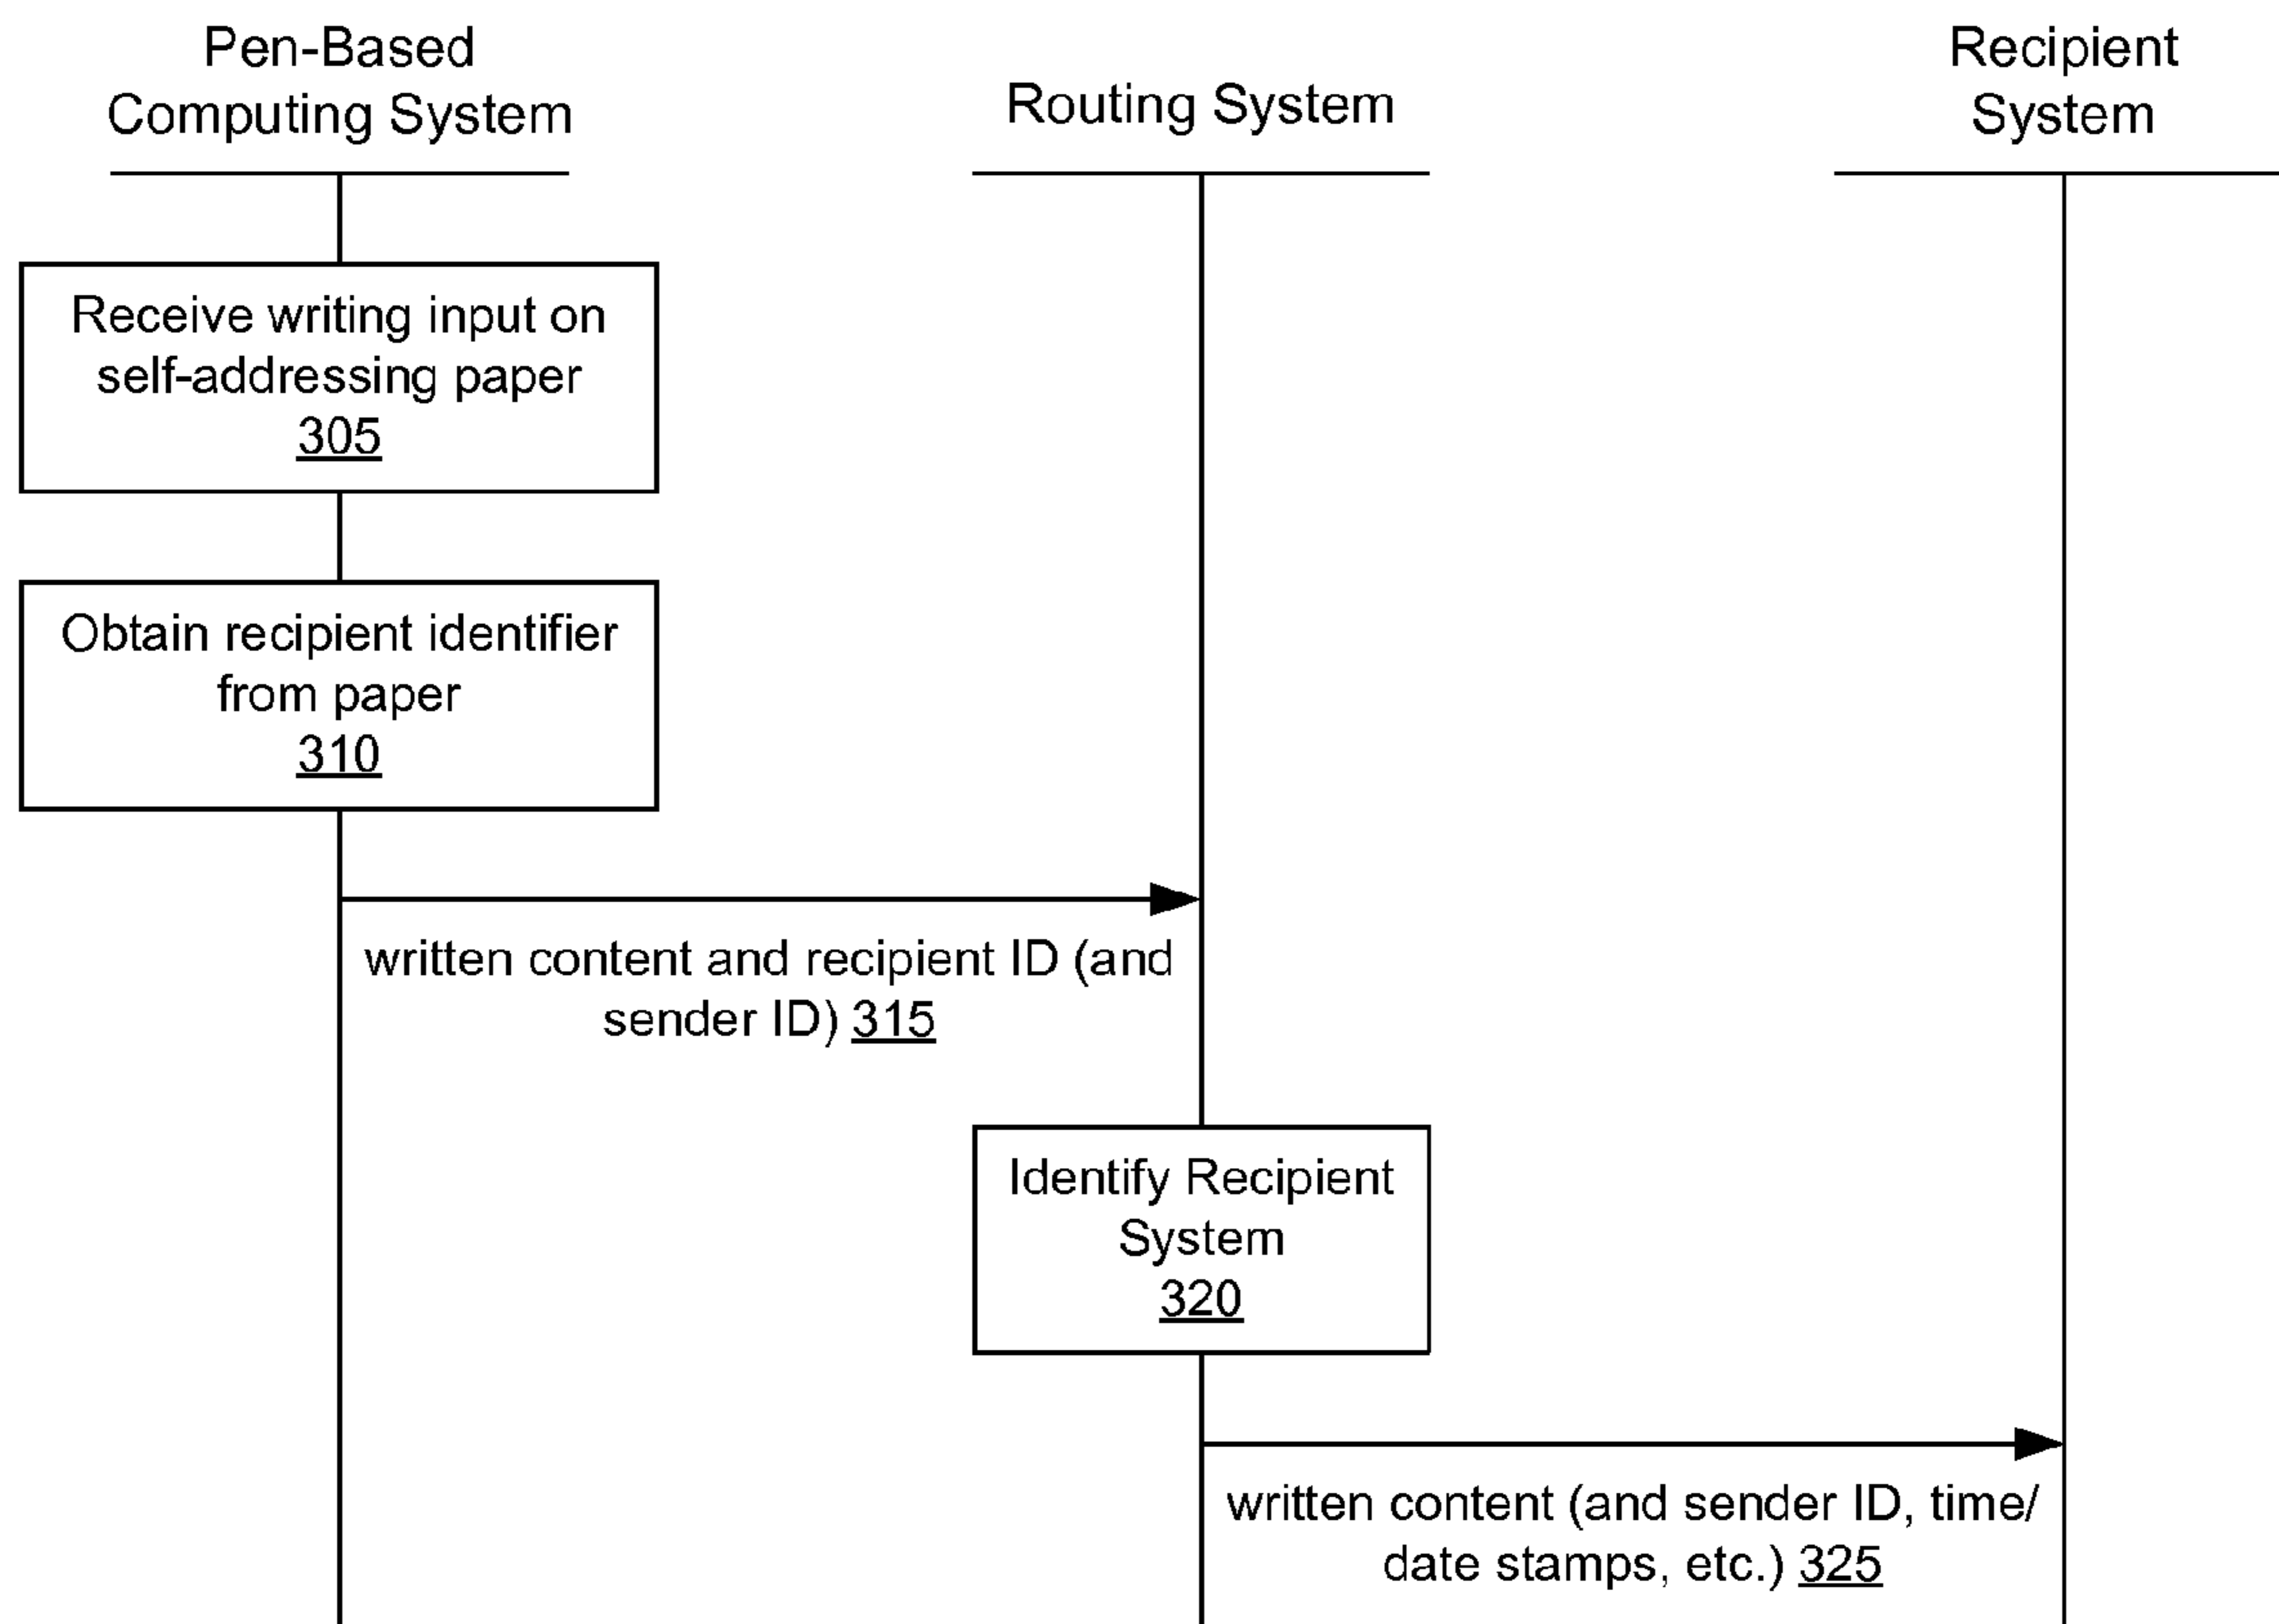 Pen-Based
Computing System
Routing System
Recipient
System
Receive writing input on
self-addressing paper
305
Obtain recipient identifier
from paper
310
written content and recipient ID (and
sender ID) 315
Identify Recipient
System
320
written content (and sender ID, time/
date stamps, etc.) 325